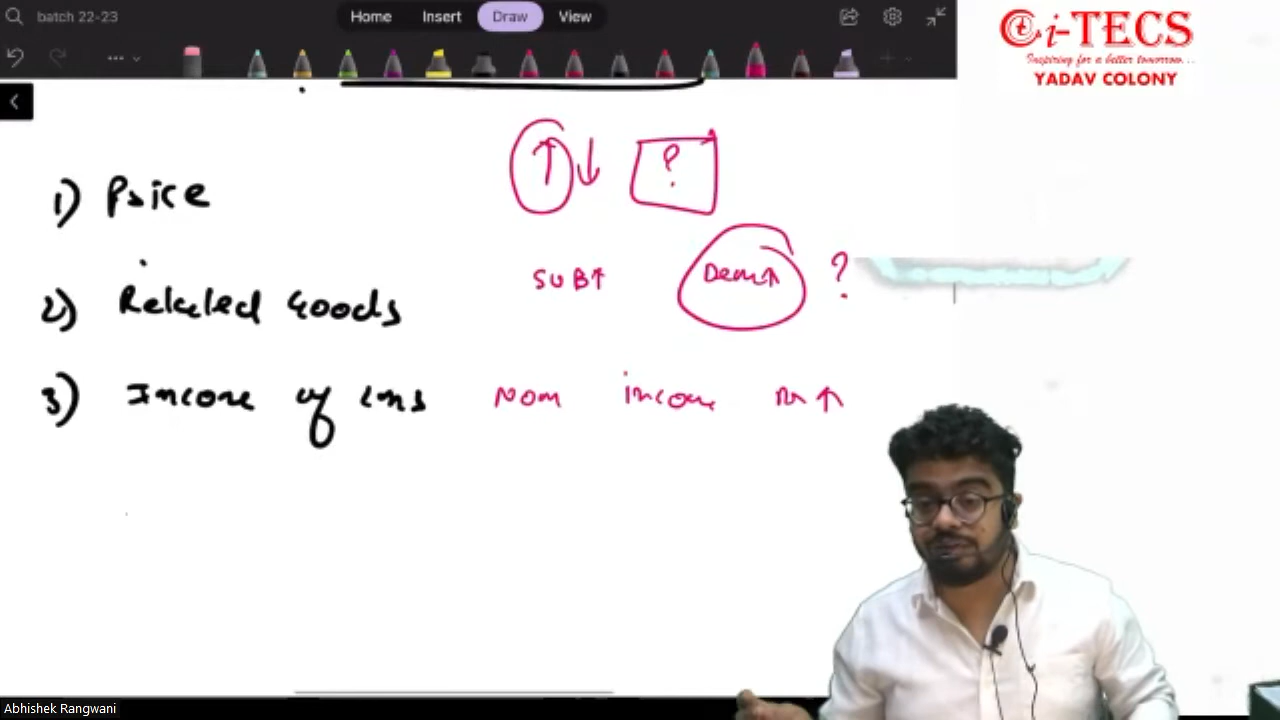 batch 22-23
Home Insert Draw View
@i-TECS
Inspiring for a better tomorrow...
YADAV COLONY
↑ ↓ ?
1) Price
SUB↑ Dem↑ ?
2) Related Goods
3) Income of Cons Nom income ↑
Abhishek Rangwani